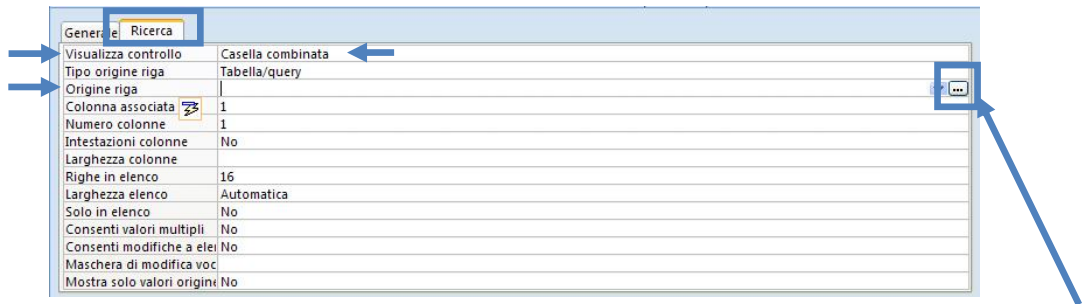 Generale Ricerca
Visualizza controllo Casella combinata
Tipo origine riga Tabella/query
Origine riga ...
Colonna associata 1
Numero colonne 1
Intestazioni colonne No
Larghezza colonne
Righe in elenco 16
Larghezza elenco Automatica
Solo in elenco No
Consenti valori multipli No
Consenti modifiche a ele No
Maschera di modifica voc
Mostra solo valori origine No